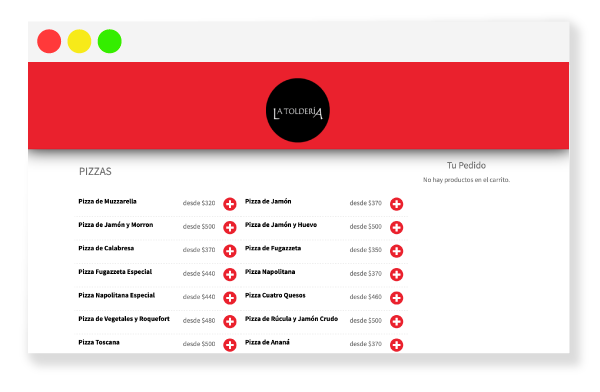 LA TOLDERÍA
PIZZAS
Tu Pedido
No hay productos en el carrito.
Pizza de Muzzarella desde $320 Pizza de Jamón desde $370
Pizza de Jamón y Morron desde $500 Pizza de Jamón y Huevo desde $500
Pizza de Calabresa desde $370 Pizza de Fugazzeta desde $350
Pizza Fugazzeta Especial desde $440 Pizza Napolitana desde $370
Pizza Napolitana Especial desde $440 Pizza Cuatro Quesos desde $460
Pizza de Vegetales y Roquefort desde $480 Pizza de Rúcula y Jamón Crudo desde $500
Pizza Toscana desde $500 Pizza de Ananá desde $370